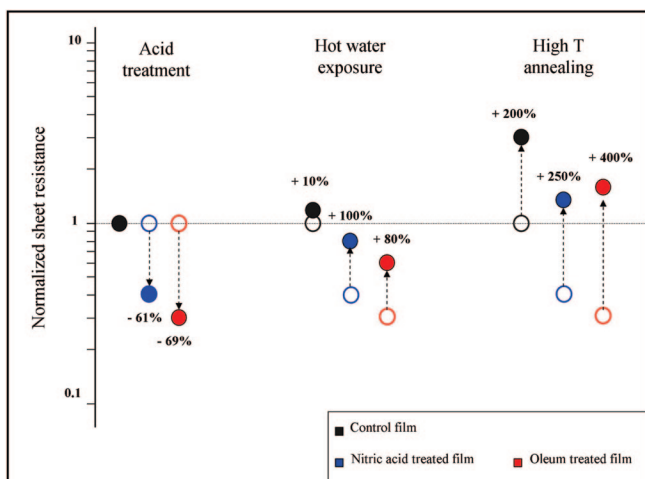 Acid
treatment
Hot water
exposure
High T
annealing
10
1
0.1
Normalized sheet resistance
- 61%
- 69%
+ 10%
+ 100%
+ 80%
+ 200%
+ 250%
+ 400%
Control film
Nitric acid treated film
Oleum treated film